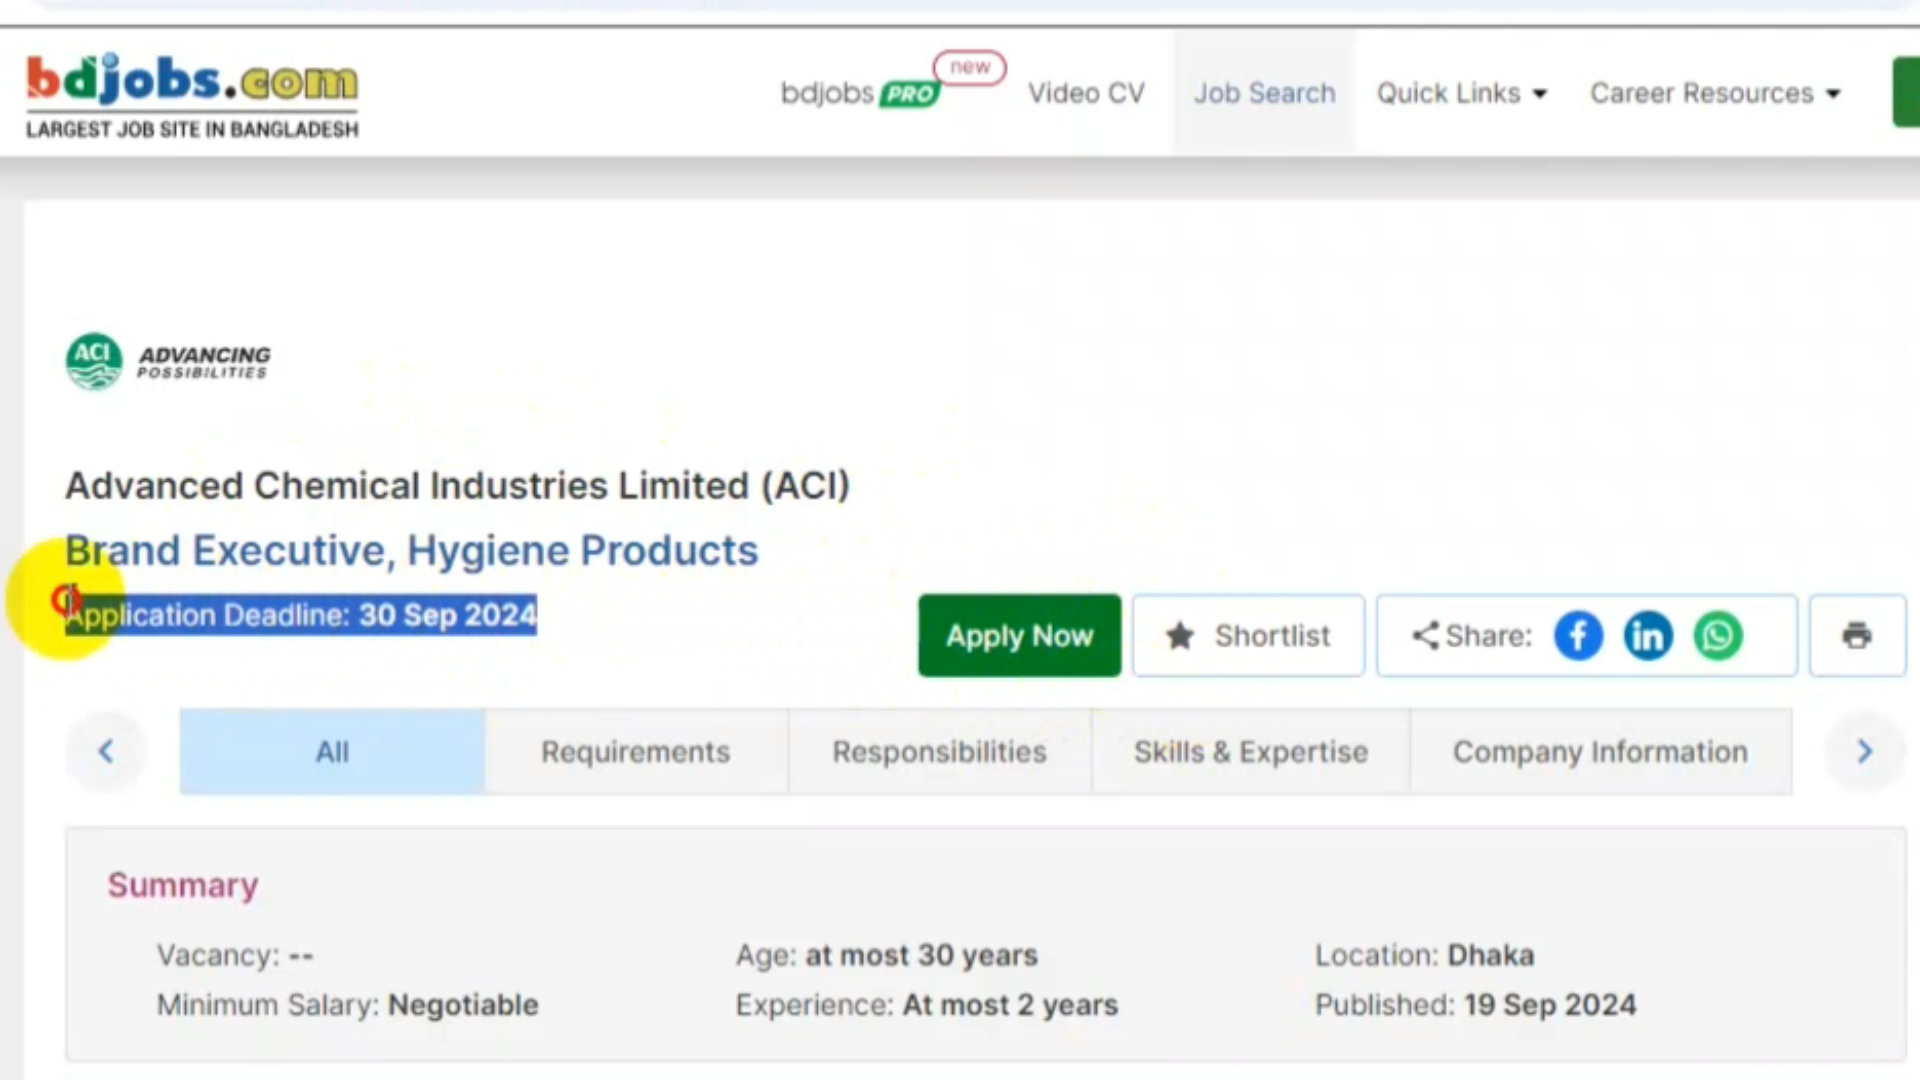 bdjobs.com
LARGEST JOB SITE IN BANGLADESH
bdjobs PRO new Video CV Job Search Quick Links Career Resources
ACI ADVANCING
POSSIBILITIES
Advanced Chemical Industries Limited (ACI)
Brand Executive, Hygiene Products
Application Deadline: 30 Sep 2024
Apply Now Shortlist Share: f in
All Requirements Responsibilities Skills & Expertise Company Information
Summary
Vacancy: -- Age: at most 30 years Location: Dhaka
Minimum Salary: Negotiable Experience: At most 2 years Published: 19 Sep 2024